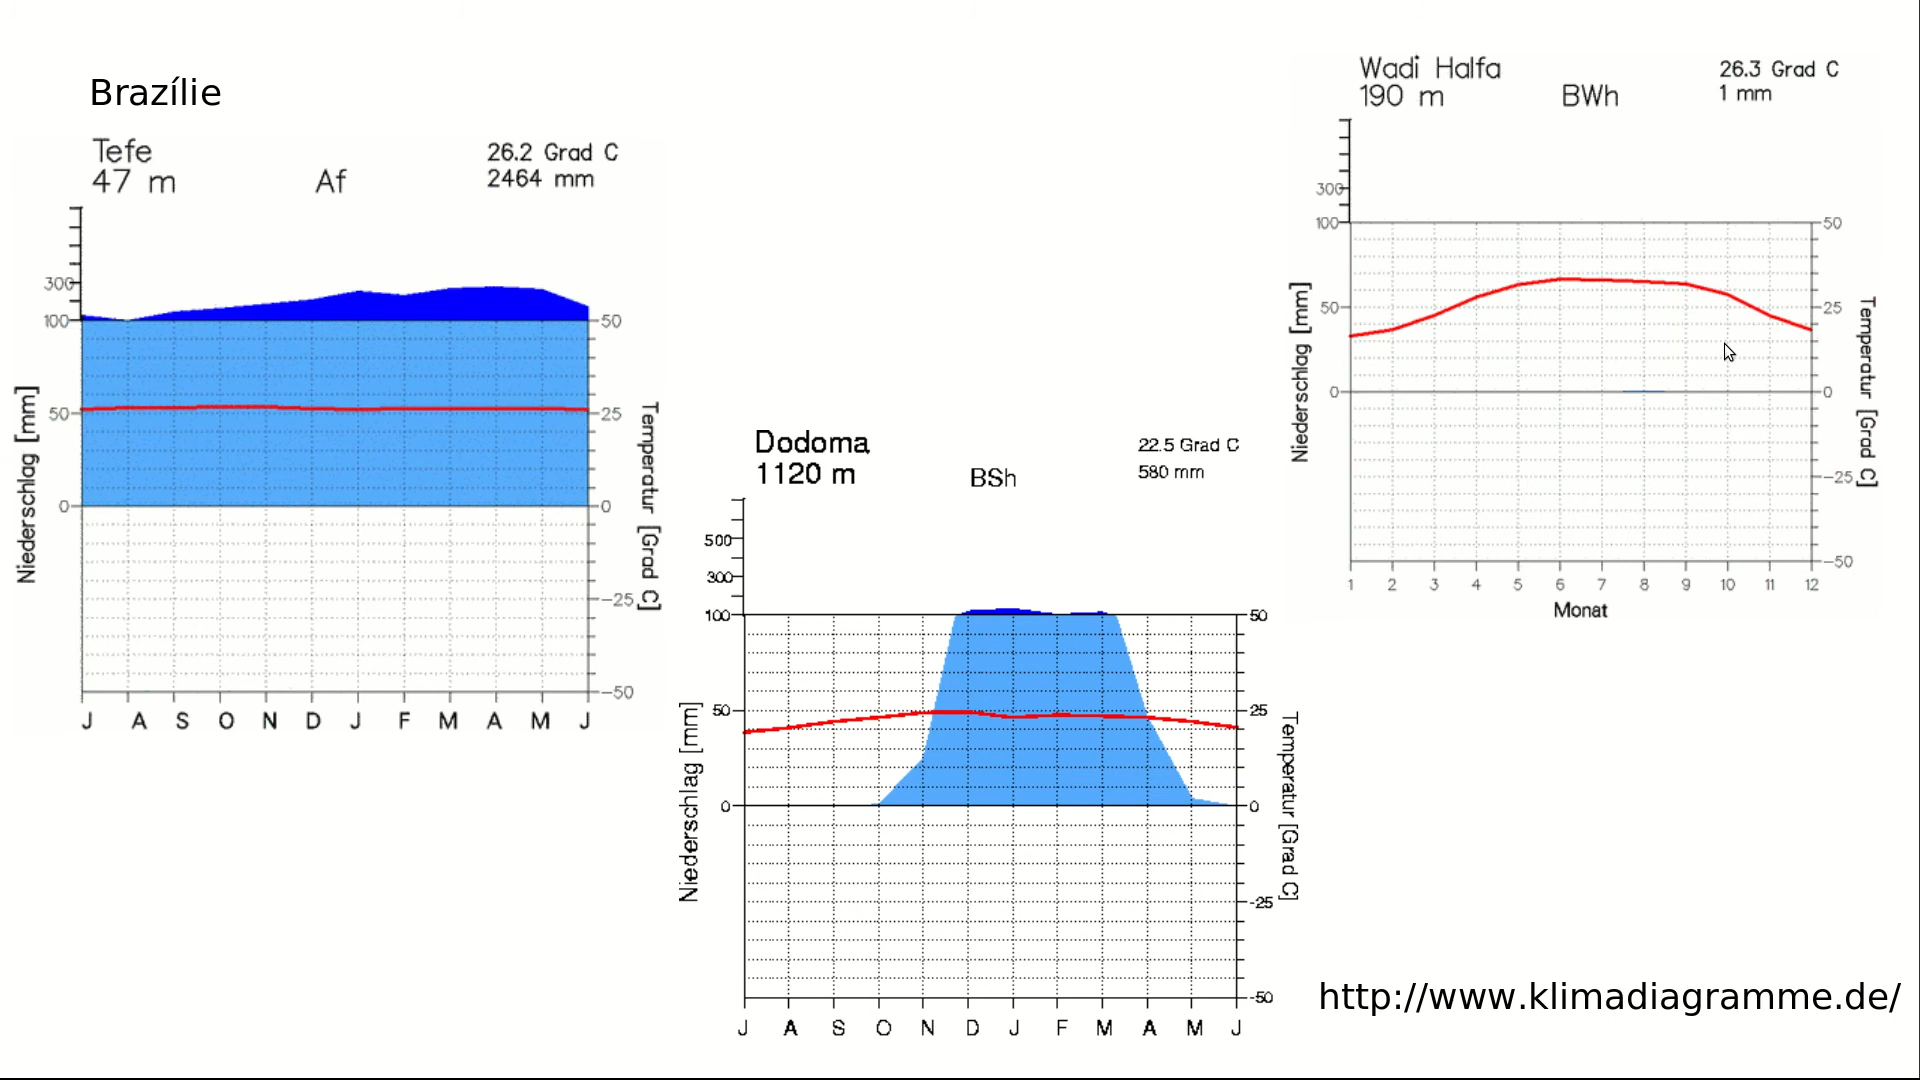 Brazílie
Tefe
47 m
Af
26.2 Grad C
2464 mm
300
100
50
0
50
25
0
−25
−50
Niederschlag [mm]
Temperatur [Grad C]
J A S O N D J F M A M J
Dodoma
1120 m
BSh
22.5 Grad C
580 mm
500
300
100
50
0
50
25
0
-25
-50
Niederschlag [mm]
Temperatur [Grad C]
J A S O N D J F M A M J
Wadi Halfa
190 m
BWh
26.3 Grad C
1 mm
300
100
50
0
50
25
0
−25
−50
Niederschlag [mm]
Temperatur [Grad C]
1 2 3 4 5 6 7 8 9 10 11 12
Monat
http://www.klimadiagramme.de/